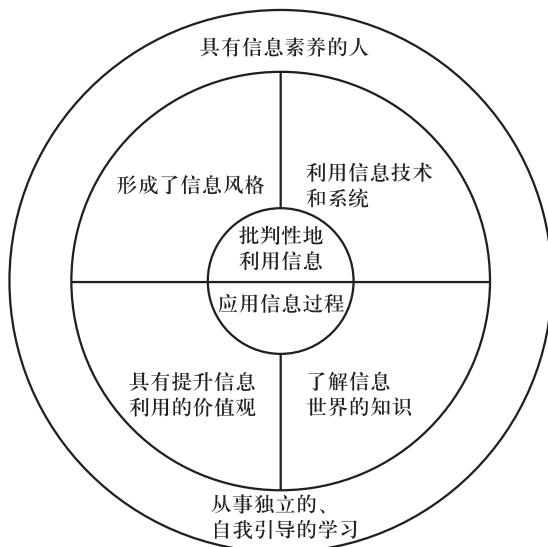 具有信息素养的人
形成了信息风格
利用信息技术
和系统
批判性地
利用信息
应用信息过程
具有提升信息
利用的价值观
了解信息
世界的知识
从事独立的、
自我引导的学习